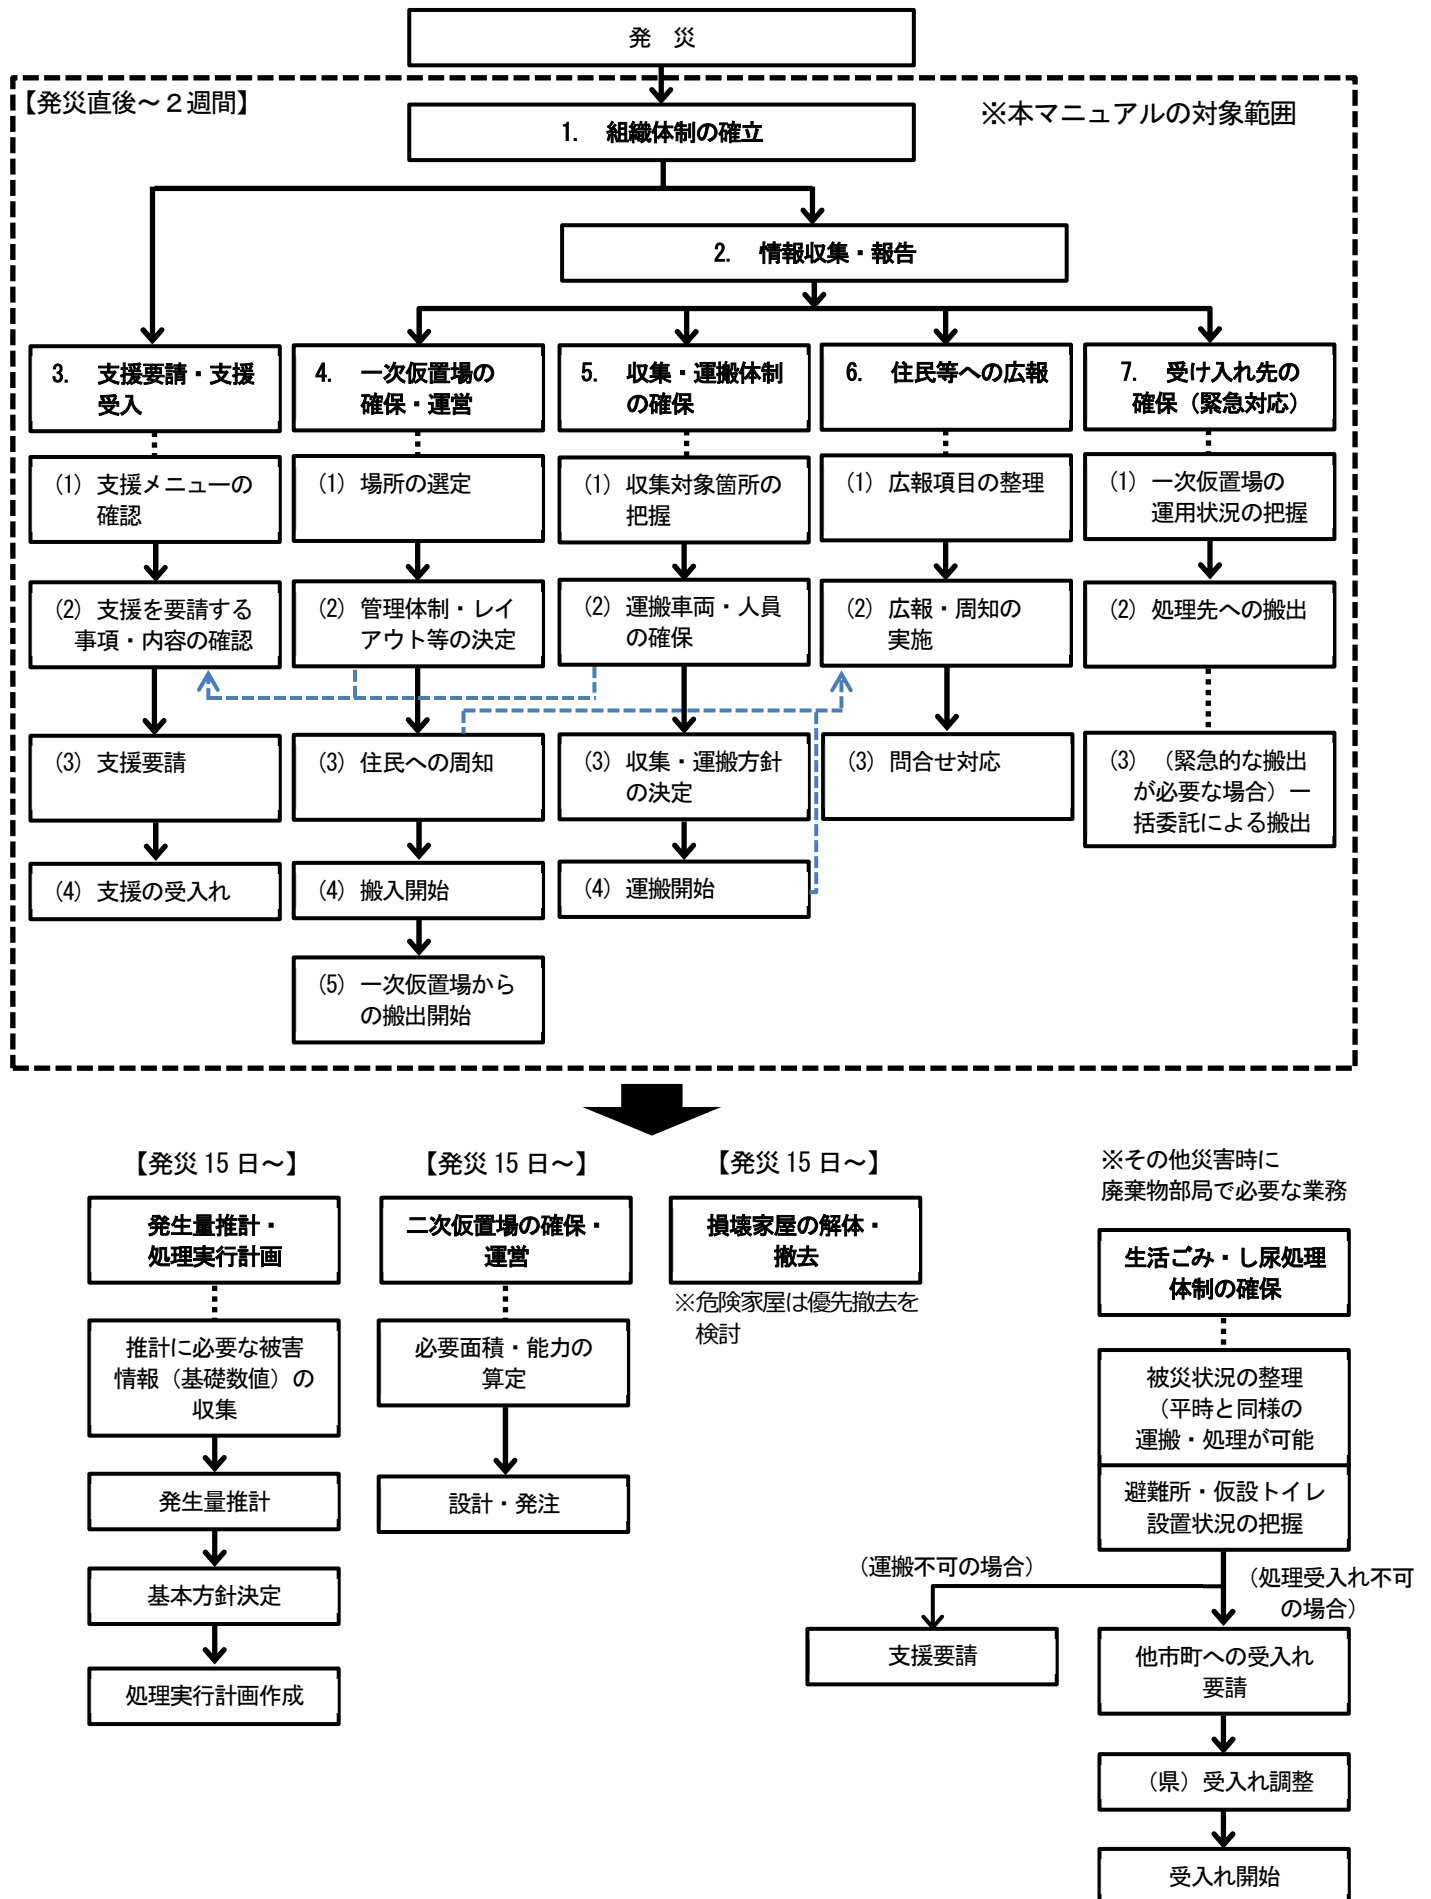 発　災
【発災直後～２週間】
※本マニュアルの対象範囲
1.　組織体制の確立
2.　情報収集・報告
3.　支援要請・支援
受入
(1) 支援メニューの
確認
(2) 支援を要請する
事項・内容の確認
(3) 支援要請
(4) 支援の受入れ
4.　一次仮置場の
確保・運営
(1) 場所の選定
(2) 管理体制・レイ
アウト等の決定
(3) 住民への周知
(4) 搬入開始
(5) 一次仮置場から
の搬出開始
5.　収集・運搬体制
の確保
(1) 収集対象箇所の
把握
(2) 運搬車両・人員
の確保
(3) 収集・運搬方針
の決定
(4) 運搬開始
6.　住民等への広報
(1) 広報項目の整理
(2) 広報・周知の
実施
(3) 問合せ対応
7.　受け入れ先の
確保（緊急対応）
(1) 一次仮置場の
運用状況の把握
(2) 処理先への搬出
(3) （緊急的な搬出
が必要な場合）一
括委託による搬出
【発災 15 日～】
発生量推計・
処理実行計画
推計に必要な被害
情報（基礎数値）の
収集
発生量推計
基本方針決定
処理実行計画作成
【発災 15 日～】
二次仮置場の確保・
運営
必要面積・能力の
算定
設計・発注
【発災 15 日～】
損壊家屋の解体・
撤去
※危険家屋は優先撤去を
検討
※その他災害時に
廃棄物部局で必要な業務
生活ごみ・し尿処理
体制の確保
被災状況の整理
（平時と同様の
運搬・処理が可能
避難所・仮設トイレ
設置状況の把握
（運搬不可の場合）
（処理受入れ不可
の場合）
支援要請
他市町への受入れ
要請
（県）受入れ調整
受入れ開始